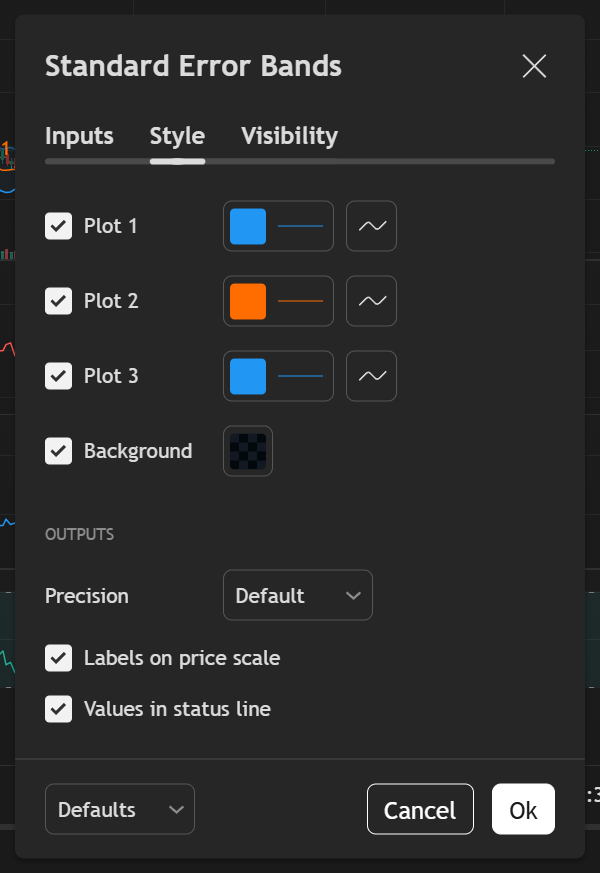 Standard Error Bands
Inputs Style Visibility
Plot 1
Plot 2
Plot 3
Background
OUTPUTS
Precision Default
Labels on price scale
Values in status line
Defaults Cancel Ok